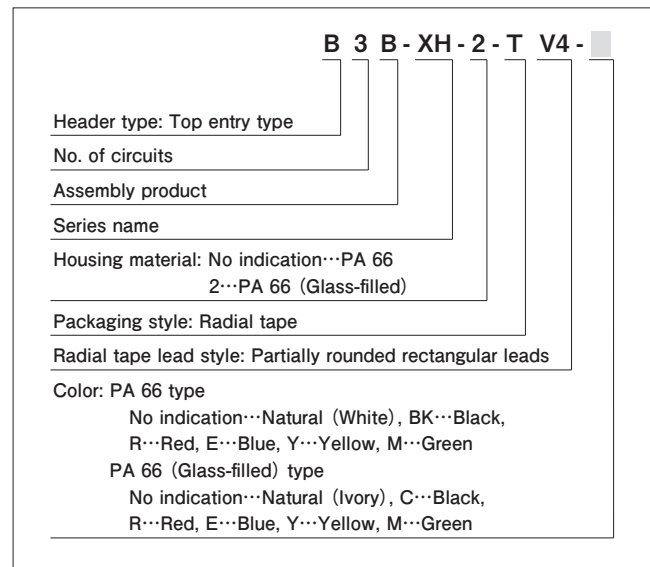 B 3 B - XH - 2 - T V4 -
Header type: Top entry type
No. of circuits
Assembly product
Series name
Housing material: No indication…PA 66
2…PA 66 (Glass-filled)
Packaging style: Radial tape
Radial tape lead style: Partially rounded rectangular leads
Color: PA 66 type
No indication…Natural (White), BK…Black,
R…Red, E…Blue, Y…Yellow, M…Green
PA 66 (Glass-filled) type
No indication…Natural (Ivory), C…Black,
R…Red, E…Blue, Y…Yellow, M…Green